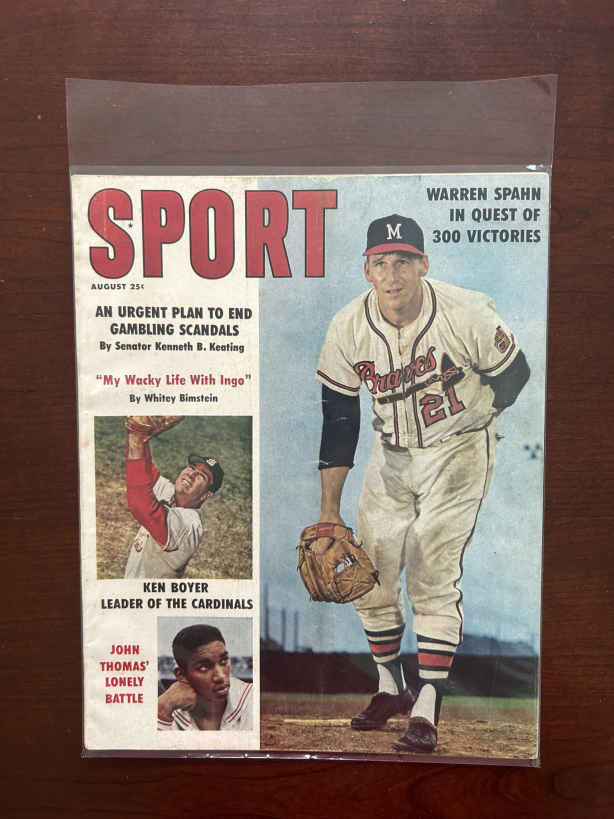 SPORT
AUGUST 25¢
WARREN SPAHN
IN QUEST OF
300 VICTORIES
AN URGENT PLAN TO END
GAMBLING SCANDALS
By Senator Kenneth B. Keating
"My Wacky Life With Ingo"
By Whitey Bimstein
KEN BOYER
LEADER OF THE CARDINALS
JOHN
THOMAS'
LONELY
BATTLE
M
Braves
21